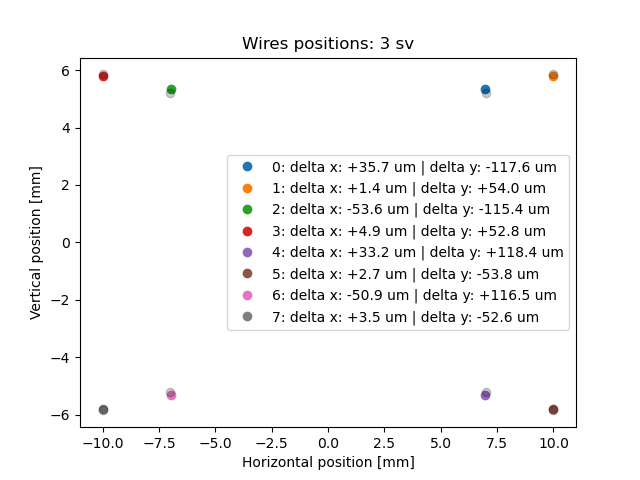 Wires positions: 3 sv
6
4
2
0
−2
−4
−6
Vertical position [mm]
0: delta x: +35.7 um | delta y: -117.6 um
1: delta x: +1.4 um | delta y: +54.0 um
2: delta x: -53.6 um | delta y: -115.4 um
3: delta x: +4.9 um | delta y: +52.8 um
4: delta x: +33.2 um | delta y: +118.4 um
5: delta x: +2.7 um | delta y: -53.8 um
6: delta x: -50.9 um | delta y: +116.5 um
7: delta x: +3.5 um | delta y: -52.6 um
−10.0 −7.5 −5.0 −2.5 0.0 2.5 5.0 7.5 10.0
Horizontal position [mm]